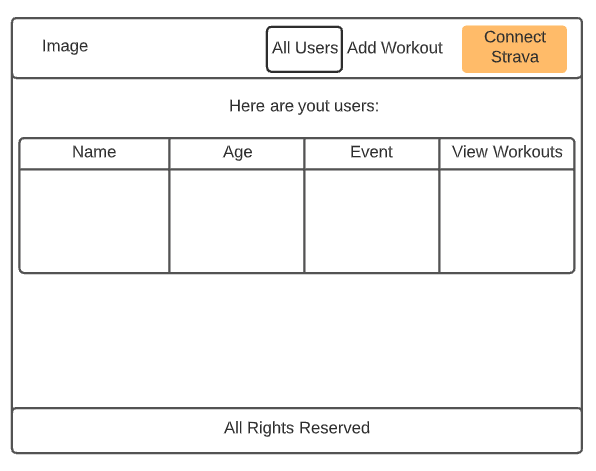 Image
All Users
Add Workout
Connect
Strava
Here are yout users:
Name
Age
Event
View Workouts
All Rights Reserved